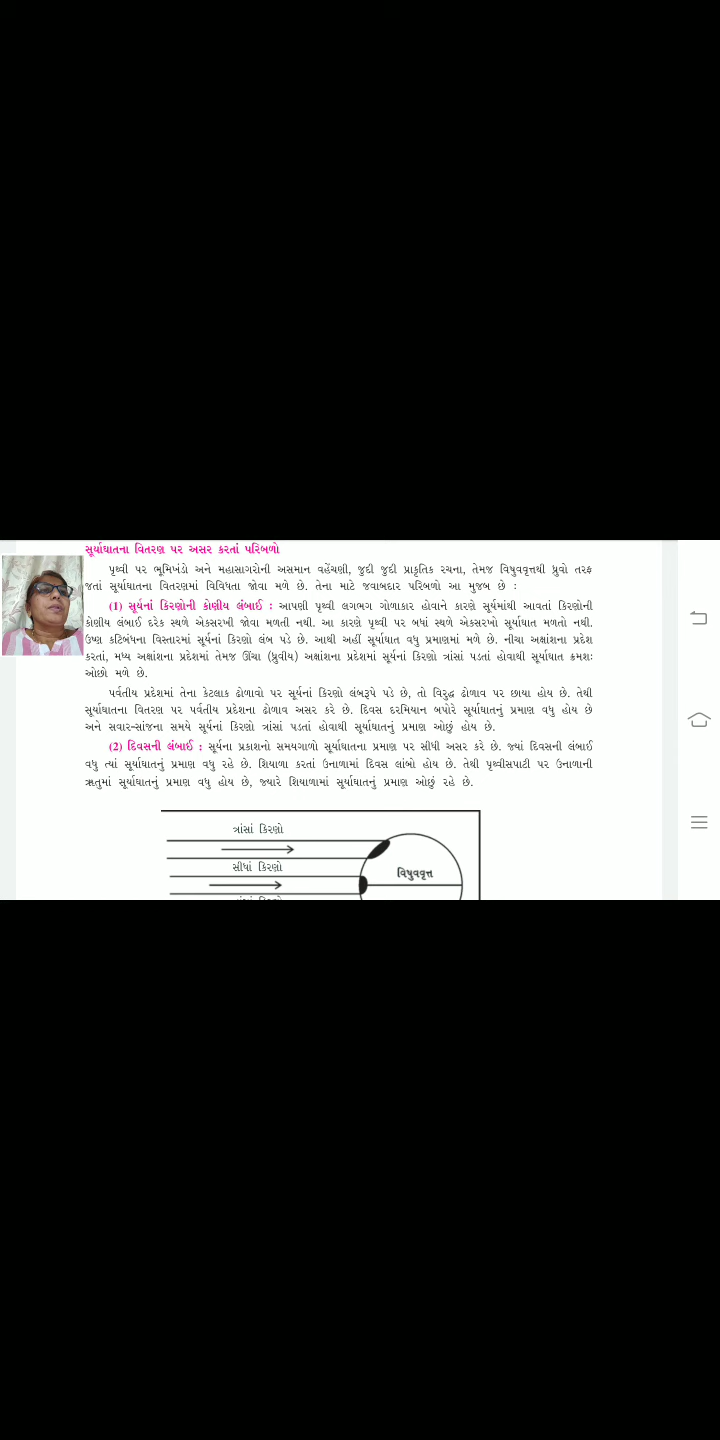 સૂર્યાઘાતના વિતરણ પર અસર કરતાં પરિબળો
પૃથ્વી પર ભૂમિખંડો અને મહાસાગરોની અસમાન વહેંચણી, જુદી જુદી પ્રાકૃતિક રચના, તેમજ વિષુવવૃત્તથી ધ્રુવો તરફ
જતાં સૂર્યાઘાતના વિતરણમાં વિવિધતા જોવા મળે છે. તેના માટે જવાબદાર પરિબળો આ મુજબ છે :
(1) સૂર્યનાં કિરણોની કોણીય લંબાઈ : આપણી પૃથ્વી લગભગ ગોળાકાર હોવાને કારણે સૂર્યમાંથી આવતાં કિરણોની
કોણીય લંબાઈ દરેક સ્થળે એકસરખી જોવા મળતી નથી. આ કારણે પૃથ્વી પર બધાં સ્થળે એકસરખો સૂર્યાઘાત મળતો નથી.
ઉષ્ણ કટિબંધના વિસ્તારમાં સૂર્યનાં કિરણો લંબ પડે છે. આથી અહીં સૂર્યાઘાત વધુ પ્રમાણમાં મળે છે. નીચા અક્ષાંશના પ્રદેશ
કરતાં, મધ્ય અક્ષાંશના પ્રદેશમાં તેમજ ઊંચા (ધ્રુવીય) અક્ષાંશના પ્રદેશમાં સૂર્યનાં કિરણો ત્રાંસાં પડતાં હોવાથી સૂર્યાઘાત ક્રમશઃ
ઓછો મળે છે.
પર્વતીય પ્રદેશમાં તેના કેટલાક ઢોળાવો પર સૂર્યનાં કિરણો લંબરૂપે પડે છે, તો વિરુદ્ધ ઢોળાવ પર છાયા હોય છે. તેથી
સૂર્યાઘાતના વિતરણ પર પર્વતીય પ્રદેશના ઢોળાવ અસર કરે છે. દિવસ દરમિયાન બપોરે સૂર્યાઘાતનું પ્રમાણ વધુ હોય છે
અને સવાર-સાંજના સમયે સૂર્યનાં કિરણો ત્રાંસાં પડતાં હોવાથી સૂર્યાઘાતનું પ્રમાણ ઓછું હોય છે.
(2) દિવસની લંબાઈ : સૂર્યના પ્રકાશનો સમયગાળો સૂર્યાઘાતના પ્રમાણ પર સીધી અસર કરે છે. જ્યાં દિવસની લંબાઈ
વધુ ત્યાં સૂર્યાઘાતનું પ્રમાણ વધુ રહે છે. શિયાળા કરતાં ઉનાળામાં દિવસ લાંબો હોય છે. તેથી પૃથ્વીસપાટી પર ઉનાળાની
ઋતુમાં સૂર્યાઘાતનું પ્રમાણ વધુ હોય છે, જ્યારે શિયાળામાં સૂર્યાઘાતનું પ્રમાણ ઓછું રહે છે.
ત્રાંસાં કિરણો
સીધાં કિરણો
વિષુવવૃત્ત